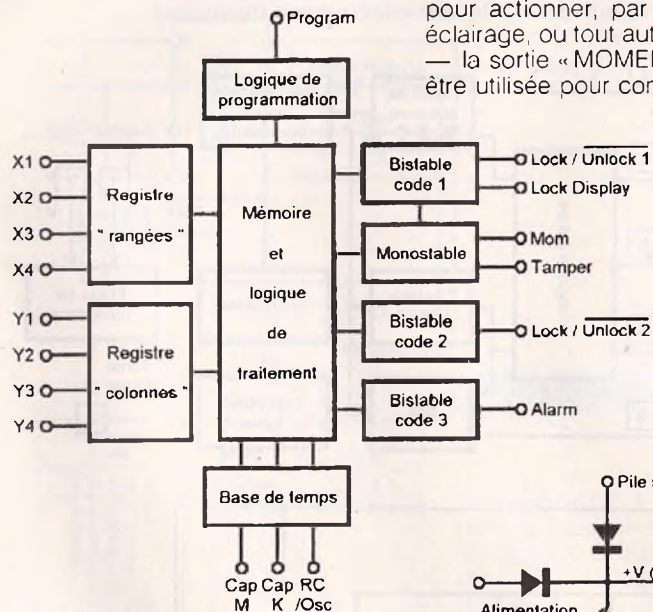 pour actionner, par
éclairage, ou tout
— la sortie «
être utilisée pour
Program
Logique de
programmation
X1
X2
X3
X4
Registre
" rangées "
Y1
Y2
Y3
Y4
Registre
" colonnes "
Mémoire
et
logique
de
traitement
Bistable
code 1
Lock / Unlock 1
Lock Display
Monostable
Mom
Tamper
Bistable
code 2
Lock / Unlock 2
Bistable
code 3
Alarm
Base de temps
Cap Cap RC
M K /Osc
Pile
+V
Alimentation